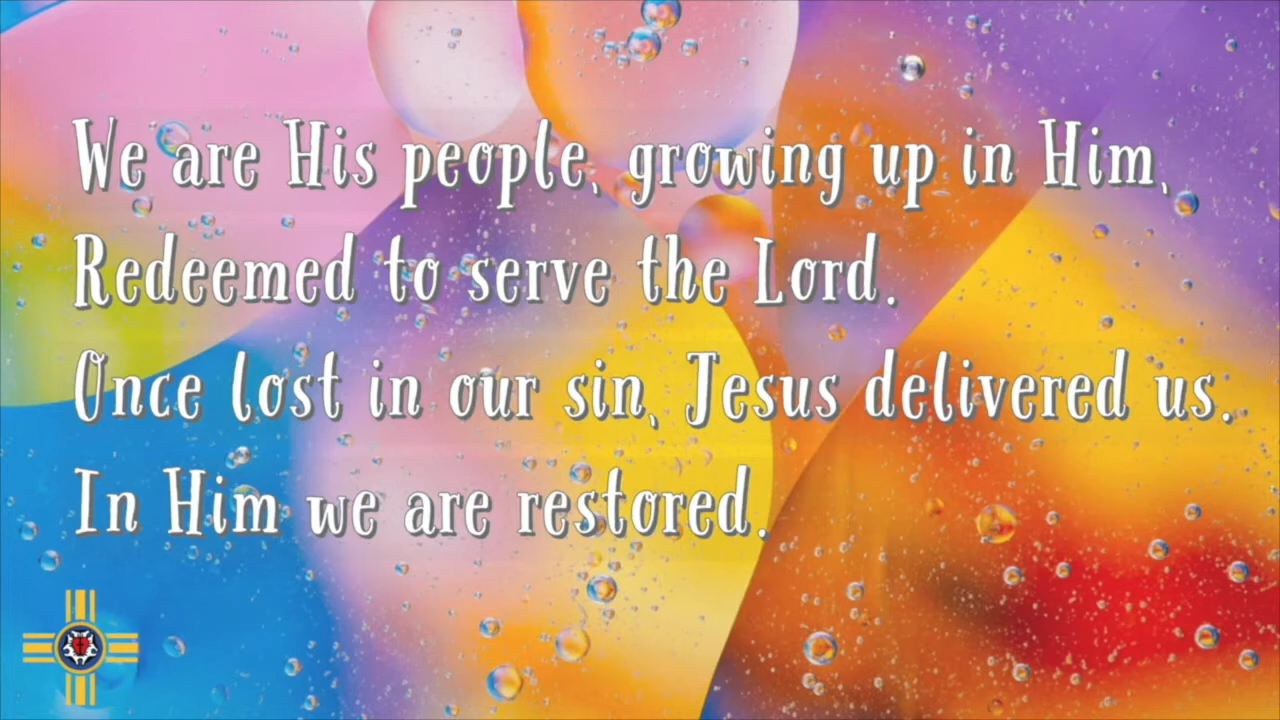 We are His people, growing up in Him,
Redeemed to serve the Lord.
Once lost in our sin, Jesus delivered us.
In Him we are restored.